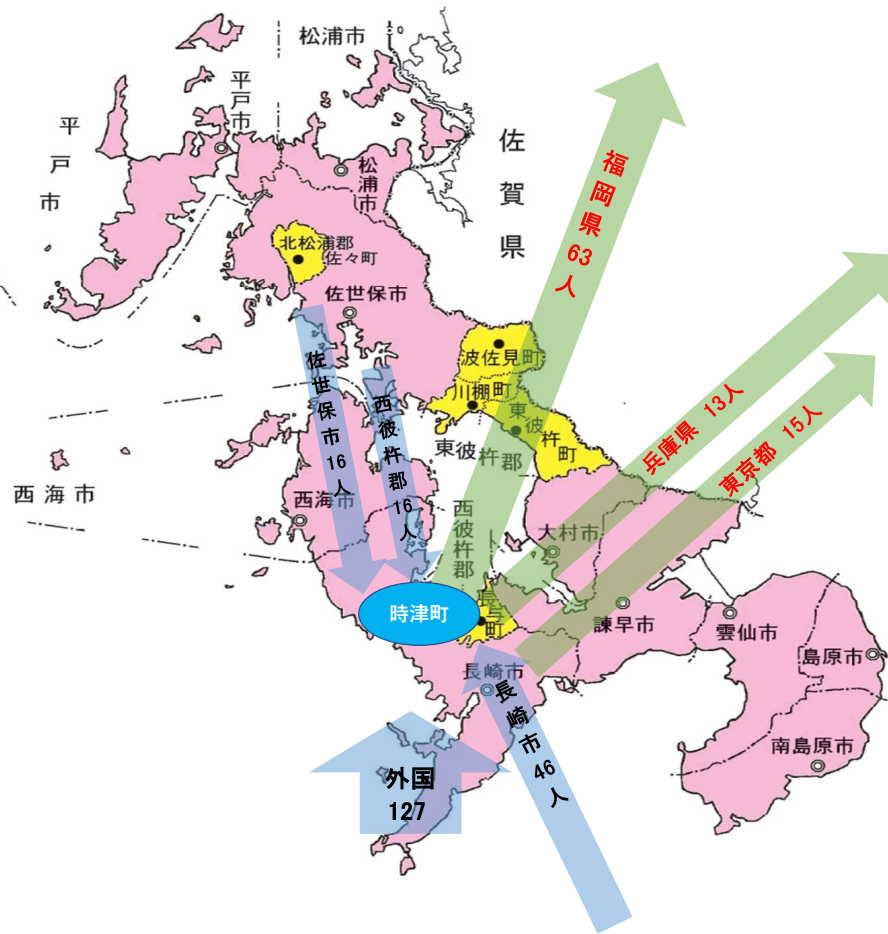 松浦市
平戸市
平戸市
松浦市
佐賀県
福岡県 63人
北松浦郡
佐々町
佐世保市
波佐見町
川棚町
東彼杵町
東彼杵郡
佐世保市 16人
西彼杵郡 16人
兵庫県 13人
東京都 15人
西海市
西海市
西彼杵郡
大村市
時津町
長与町
諫早市
雲仙市
島原市
長崎市
長崎市 46人
南島原市
外国
127